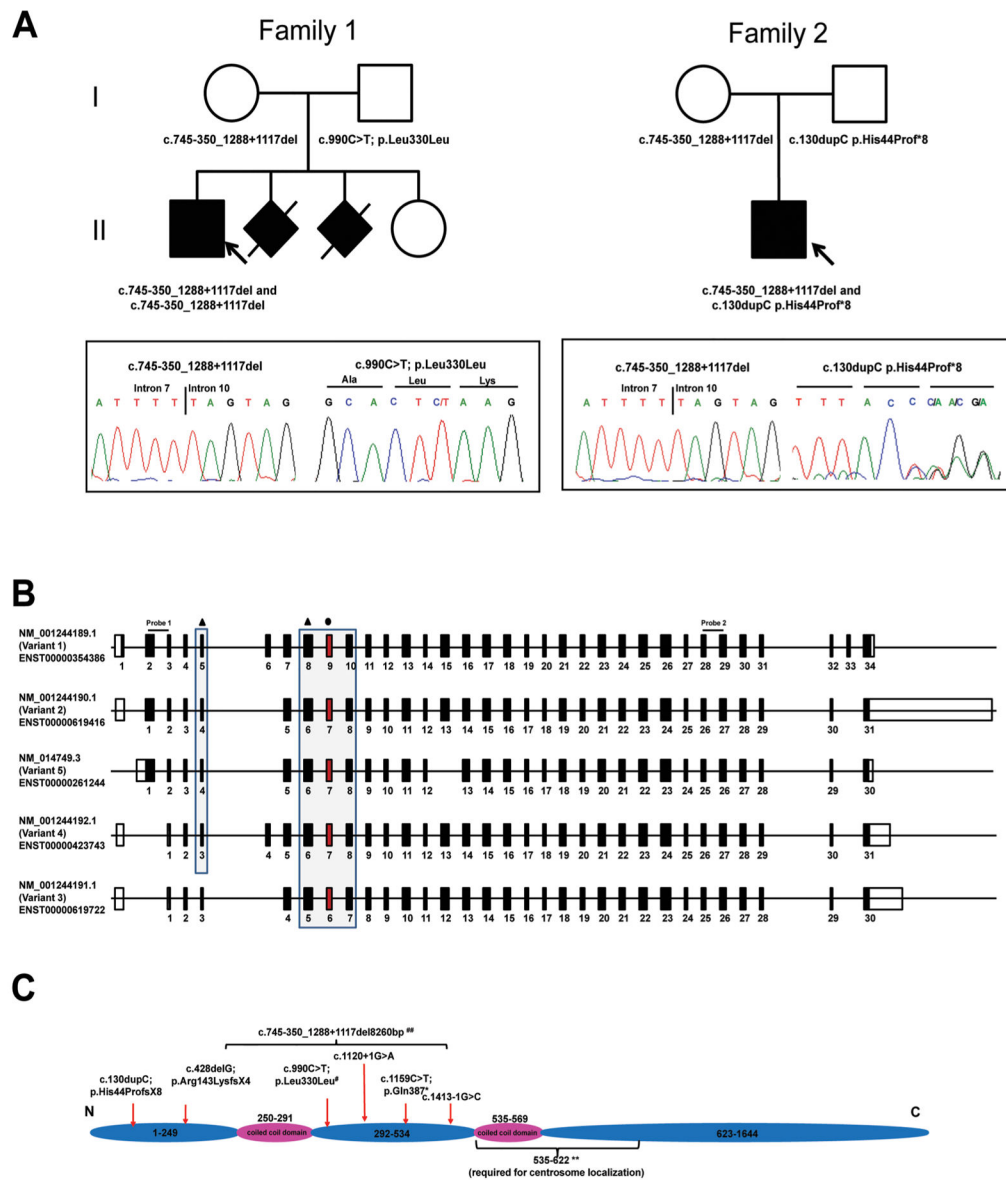 A
Family 1
Family 2
I
c.745-350_1288+1117del
c.990C>T; p.Leu330Leu
c.745-350_1288+1117del
c.130dupC p.His44Prof*8
II
c.745-350_1288+1117del and
c.745-350_1288+1117del
c.745-350_1288+1117del and
c.130dupC p.His44Prof*8
c.745-350_1288+1117del
Intron 7 Intron 10
A T T T T T A G T A G
c.990C>T; p.Leu330Leu
Ala Leu Lys
G C A C T C/T A A G
c.745-350_1288+1117del
Intron 7 Intron 10
A T T T T T A G T A G
c.130dupC p.His44Prof*8
T T T A C C C/A A/C G/A
B
NM_001244189.1
(Variant 1)
ENST00000354386
Probe 1
Probe 2
1 2 3 4 5 6 7 8 9 10 11 12 13 14 15 16 17 18 19 20 21 22 23 24 25 26 27 28 29 30 31 32 33 34
NM_001244190.1
(Variant 2)
ENST00000619416
1 2 3 4 5 6 7 8 9 10 11 12 13 14 15 16 17 18 19 20 21 22 23 24 25 26 27 28 29 30 31
NM_014749.3
(Variant 5)
ENST00000261244
1 2 3 4 5 6 7 8 9 10 11 12 13 14 15 16 17 18 19 20 21 22 23 24 25 26 27 28 29 30
NM_001244192.1
(Variant 4)
ENST00000423743
1 2 3 4 5 6 7 8 9 10 11 12 13 14 15 16 17 18 19 20 21 22 23 24 25 26 27 28 29 30 31
NM_001244191.1
(Variant 3)
ENST00000619722
1 2 3 4 5 6 7 8 9 10 11 12 13 14 15 16 17 18 19 20 21 22 23 24 25 26 27 28 29 30
C
c.745-350_1288+1117del8260bp ##
c.130dupC;
p.His44ProfsX8
c.428delG;
p.Arg143LysfsX4
c.990C>T;
p.Leu330Leu#
c.1120+1G>A
c.1159C>T;
p.Gln387*
c.1413-1G>C
N
C
1-249
250-291
coiled coil domain
292-534
535-569
coiled coil domain
623-1644
535-622 **
(required for centrosome localization)